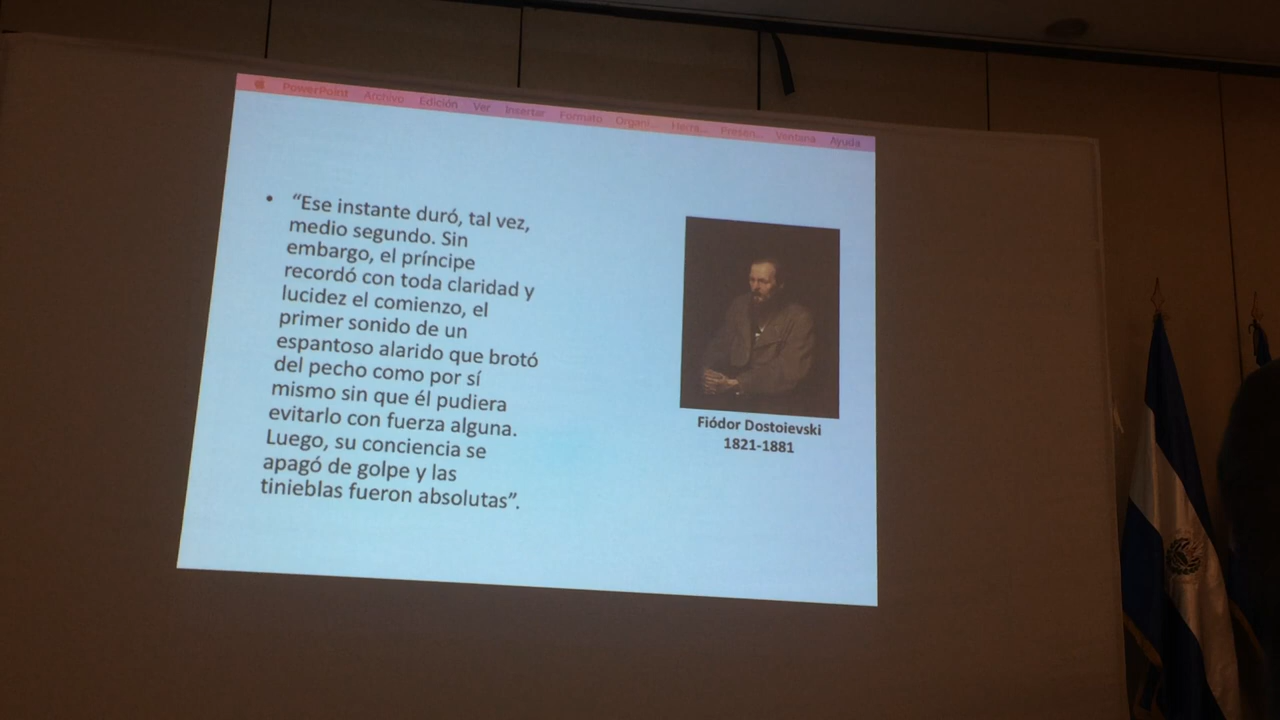 PowerPoint Archivo Edición Ver Insertar Formato Organi... Herra... Presen... Ventana Ayuda
• “Ese instante duró, tal vez,
medio segundo. Sin
embargo, el príncipe
recordó con toda claridad y
lucidez el comienzo, el
primer sonido de un
espantoso alarido que brotó
del pecho como por sí
mismo sin que él pudiera
evitarlo con fuerza alguna.
Luego, su conciencia se
apagó de golpe y las
tinieblas fueron absolutas”.
Fiódor Dostoievski
1821-1881